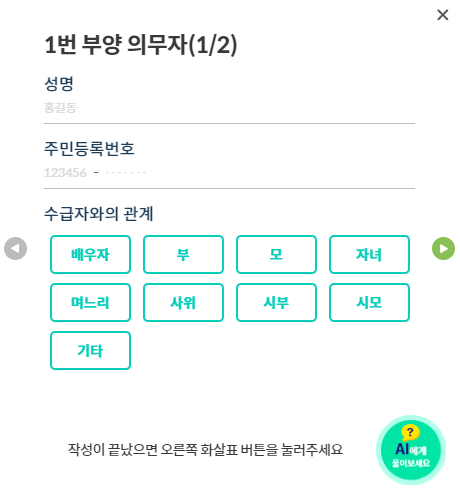 1번 부양 의무자(1/2)
성명
홍길동
주민등록번호
123456 - ·······
수급자와의 관계
배우자 부 모 자녀
며느리 사위 시부 시모
기타
작성이 끝났으면 오른쪽 화살표 버튼을 눌러주세요
?
AI에게
물어보세요